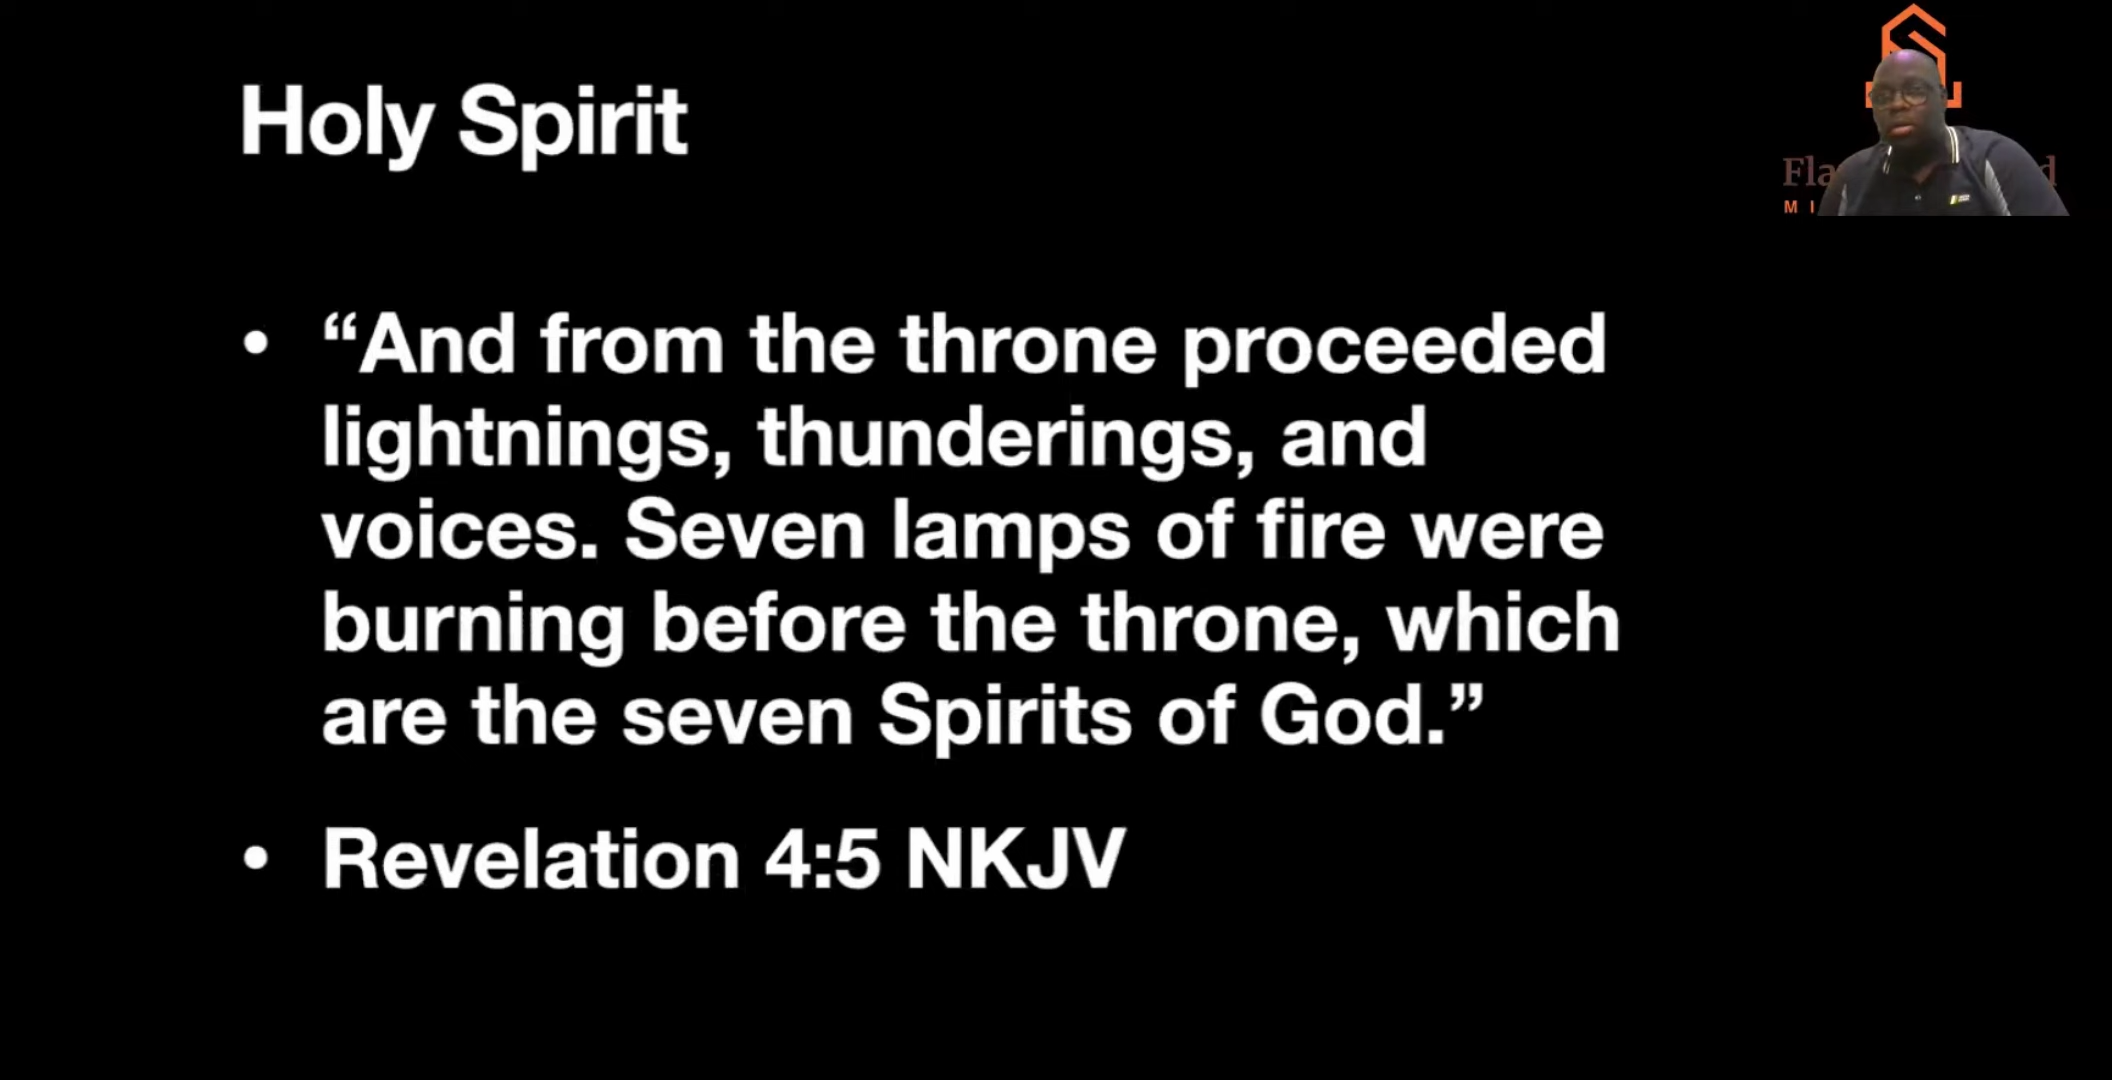 Holy Spirit
• “And from the throne proceeded
lightnings, thunderings, and
voices. Seven lamps of fire were
burning before the throne, which
are the seven Spirits of God.”
• Revelation 4:5 NKJV